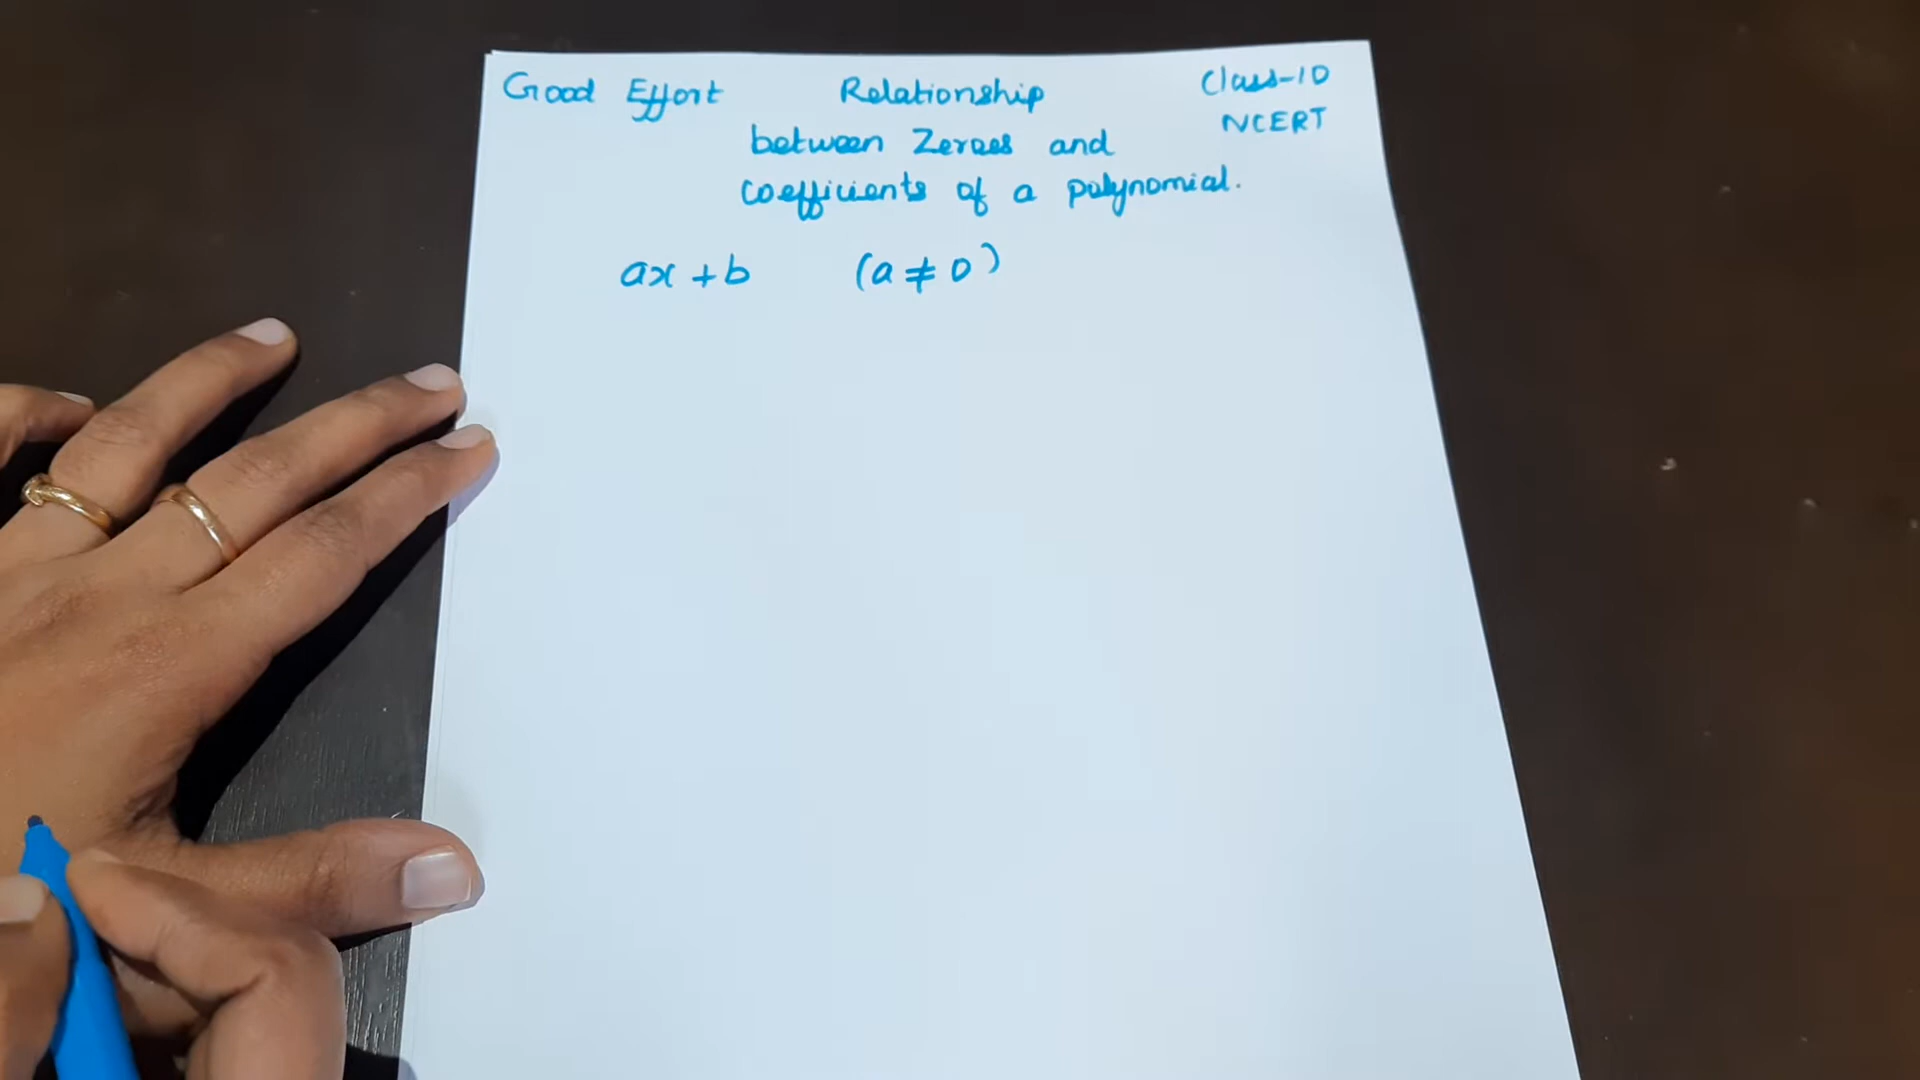 Good Effort
Relationship
between Zeroes and
coefficients of a polynomial.
Class-10
NCERT
ax + b (a ≠ 0)